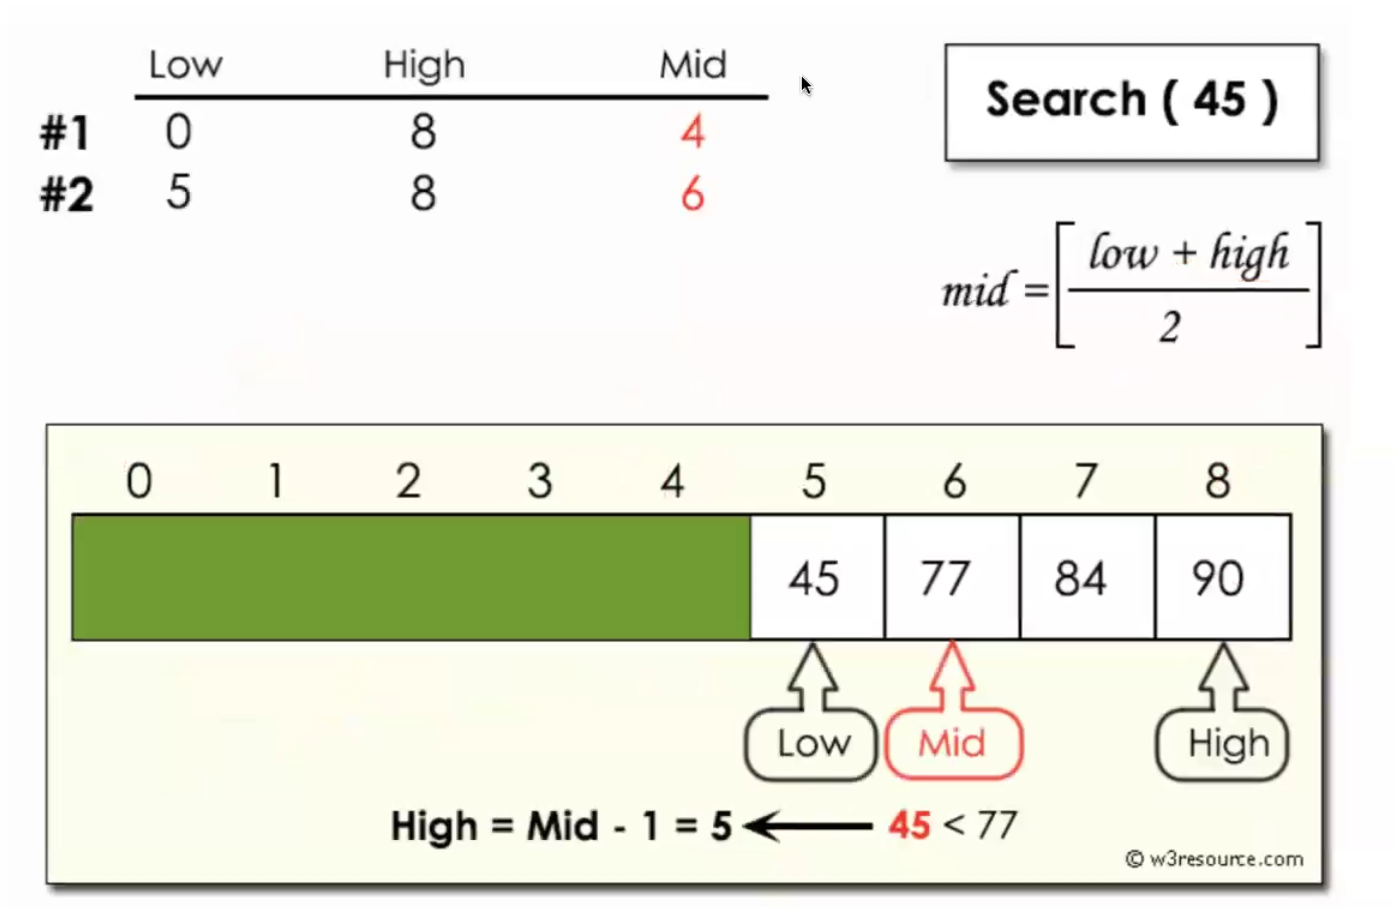 Low High Mid
#1 0 8 4
#2 5 8 6
Search ( 45 )
mid = [ low + high
2 ]
0 1 2 3 4 5 6 7 8
45 77 84 90
Low Mid High
High = Mid - 1 = 5 45 < 77
© w3resource.com